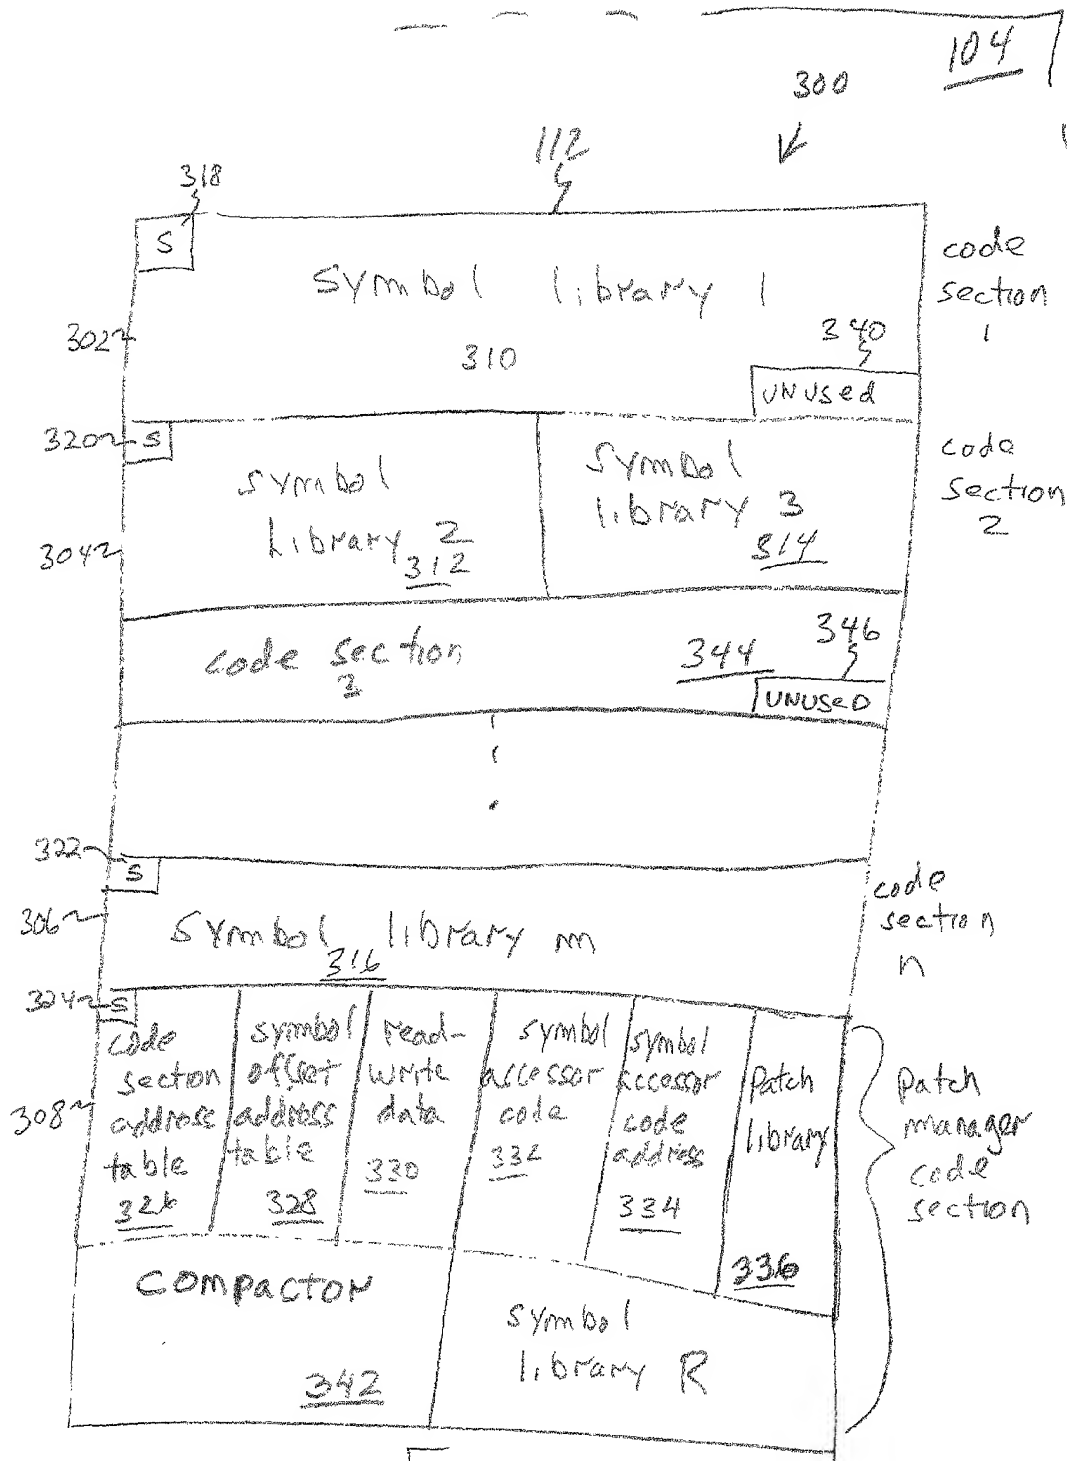 104
300
112
318
S
symbol library 1
code
section
1
302
310
340
UNUsed
320
S
symbol
library 2
312
symbol
library 3
314
code
section
2
304
code section
3
344
346
UNUSED
322
S
306
symbol library m
316
code
section
n
324
S
308
code
section
address
table
326
symbol
offset
address
table
328
read-
write
data
330
symbol
accessor
code
332
symbol
accessor
code
address
334
Patch
library
336
Patch
manager
code
section
compactor
342
symbol
library R